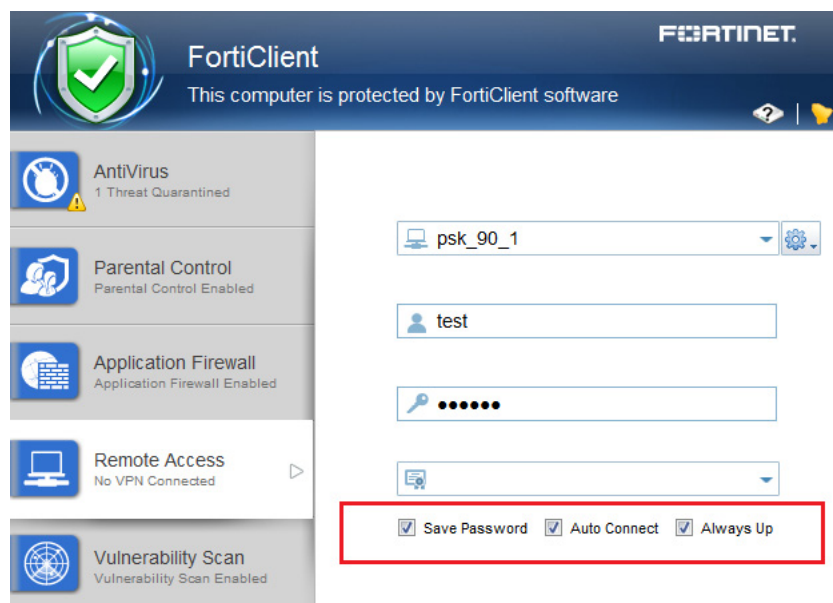 FORTINET.
FortiClient
This computer is protected by FortiClient software
?
AntiVirus
1 Threat Quarantined
Parental Control
Parental Control Enabled
Application Firewall
Application Firewall Enabled
Remote Access
No VPN Connected
Vulnerability Scan
Vulnerability Scan Enabled
psk_90_1
test
••••••
Save Password Auto Connect Always Up